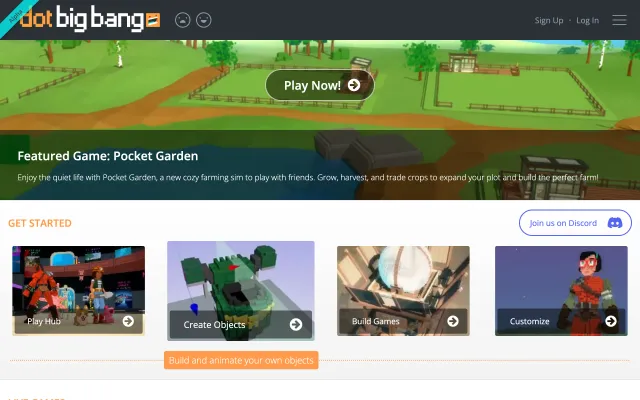 Alpha
dot big bang
Sign Up · Log In
Play Now!
Featured Game: Pocket Garden
Enjoy the quiet life with Pocket Garden, a new cozy farming sim to play with friends. Grow, harvest, and trade crops to expand your plot and build the perfect farm!
GET STARTED
Join us on Discord
Play Hub
Create Objects
Build Games
Customize
Build and animate your own objects